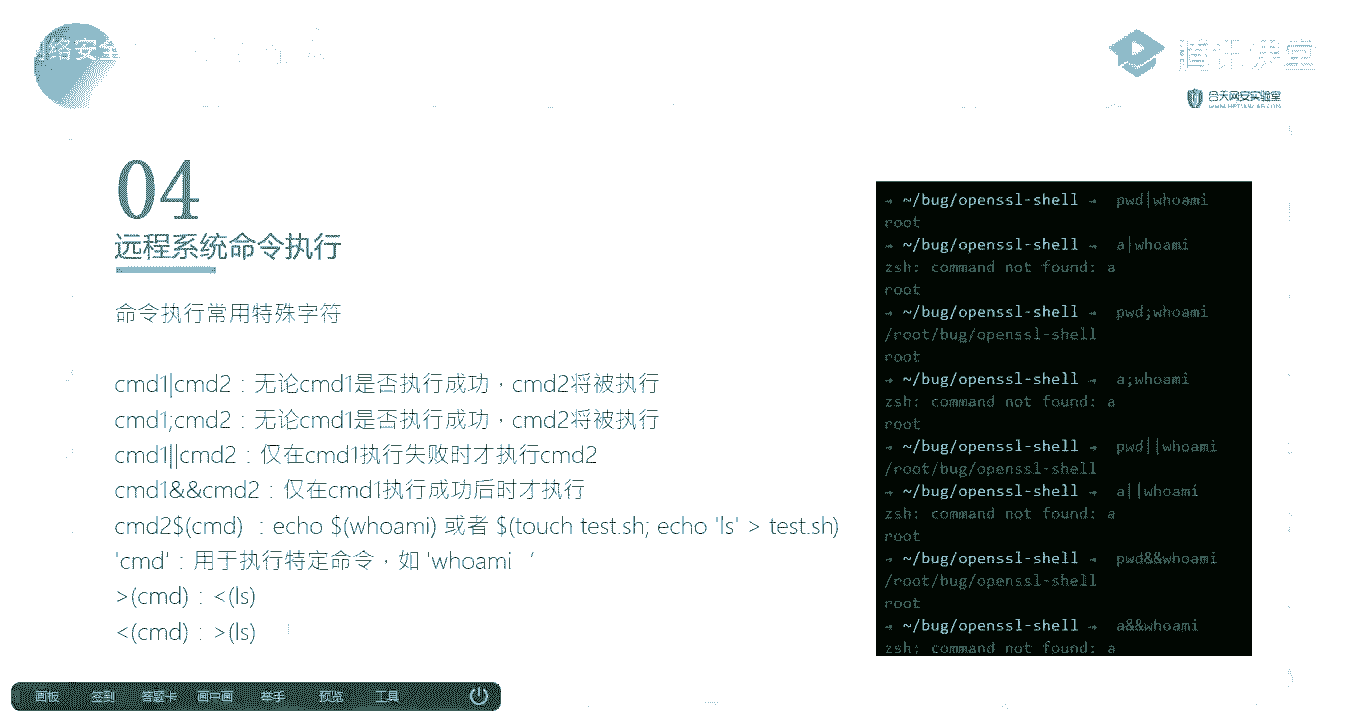 络安全
腾讯课堂
合天网安实验室
04
远程系统命令执行
命令执行常用特殊字符
cmd1|cmd2：无论cmd1是否执行成功，cmd2将被执行
cmd1;cmd2：无论cmd1是否执行成功，cmd2将被执行
cmd1||cmd2：仅在cmd1执行失败时才执行cmd2
cmd1&&cmd2：仅在cmd1执行成功后时才执行
cmd2$(cmd) ：echo $(whoami) 或者 $(touch test.sh; echo 'ls' > test.sh)
'cmd'：用于执行特定命令，如 'whoami ’
>(cmd)：<(ls)
<(cmd)：>(ls)
→ ~/bug/openssl-shell → pwd|whoami
root
→ ~/bug/openssl-shell → a|whoami
zsh: command not found: a
root
→ ~/bug/openssl-shell → pwd;whoami
/root/bug/openssl-shell
root
→ ~/bug/openssl-shell → a;whoami
zsh: command not found: a
root
→ ~/bug/openssl-shell → pwd||whoami
/root/bug/openssl-shell
→ ~/bug/openssl-shell → a||whoami
zsh: command not found: a
root
→ ~/bug/openssl-shell → pwd&&whoami
/root/bug/openssl-shell
root
→ ~/bug/openssl-shell → a&&whoami
zsh: command not found: a
画板 签到 答题卡 画中画 举手 预览 工具